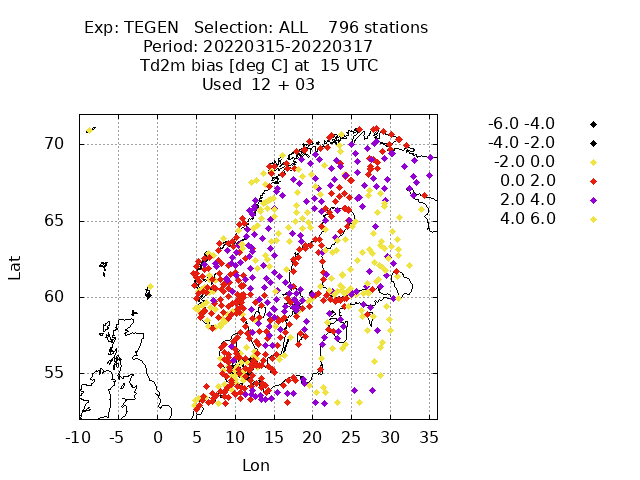 Exp: TEGEN   Selection: ALL    796 stations
Period: 20220315-20220317
Td2m bias [deg C] at  15 UTC
Used  12 + 03
-6.0 -4.0
-4.0 -2.0
-2.0 0.0
0.0 2.0
2.0 4.0
4.0 6.0
70
65
60
55
Lat
-10 -5 0 5 10 15 20 25 30 35
Lon